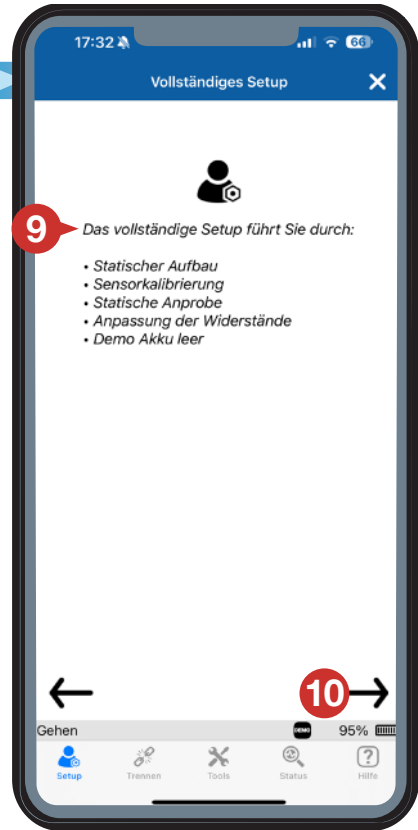 17:32 66
Vollständiges Setup
9
Das vollständige Setup führt Sie durch:
• Statischer Aufbau
• Sensorkalibrierung
• Statische Anprobe
• Anpassung der Widerstände
• Demo Akku leer
10
Gehen DEMO 95%
Setup Trennen Tools Status Hilfe